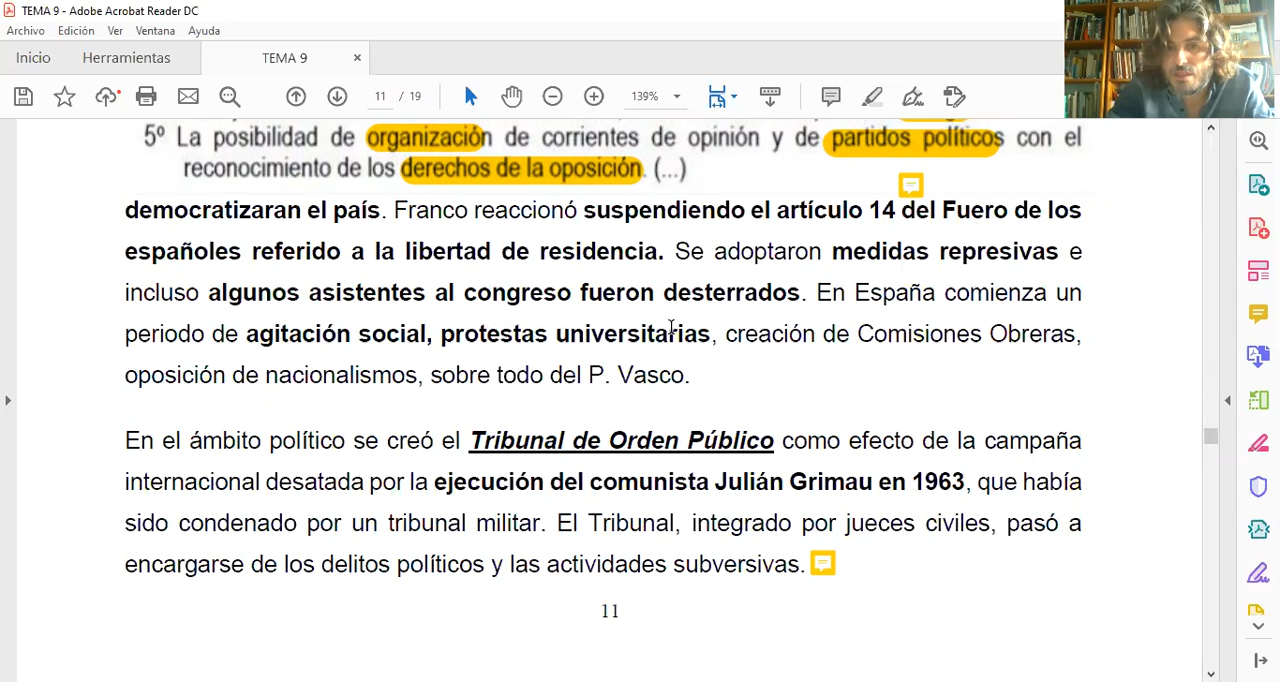 TEMA 9 - Adobe Acrobat Reader DC
Archivo Edición Ver Ventana Ayuda
Inicio Herramientas TEMA 9 ×
11 / 19 139%
5º La posibilidad de organización de corrientes de opinión y de partidos políticos con el
reconocimiento de los derechos de la oposición. (...)
democratizaran el país. Franco reaccionó suspendiendo el artículo 14 del Fuero de los
españoles referido a la libertad de residencia. Se adoptaron medidas represivas e
incluso algunos asistentes al congreso fueron desterrados. En España comienza un
periodo de agitación social, protestas universitarias, creación de Comisiones Obreras,
oposición de nacionalismos, sobre todo del P. Vasco.
En el ámbito político se creó el Tribunal de Orden Público como efecto de la campaña
internacional desatada por la ejecución del comunista Julián Grimau en 1963, que había
sido condenado por un tribunal militar. El Tribunal, integrado por jueces civiles, pasó a
encargarse de los delitos políticos y las actividades subversivas.
11